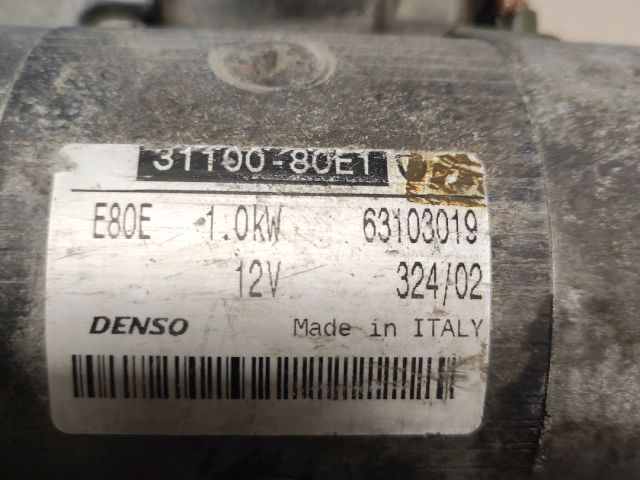 31100-80E1
E80E 1.0kW 63103019
12V 324/02
DENSO Made in ITALY